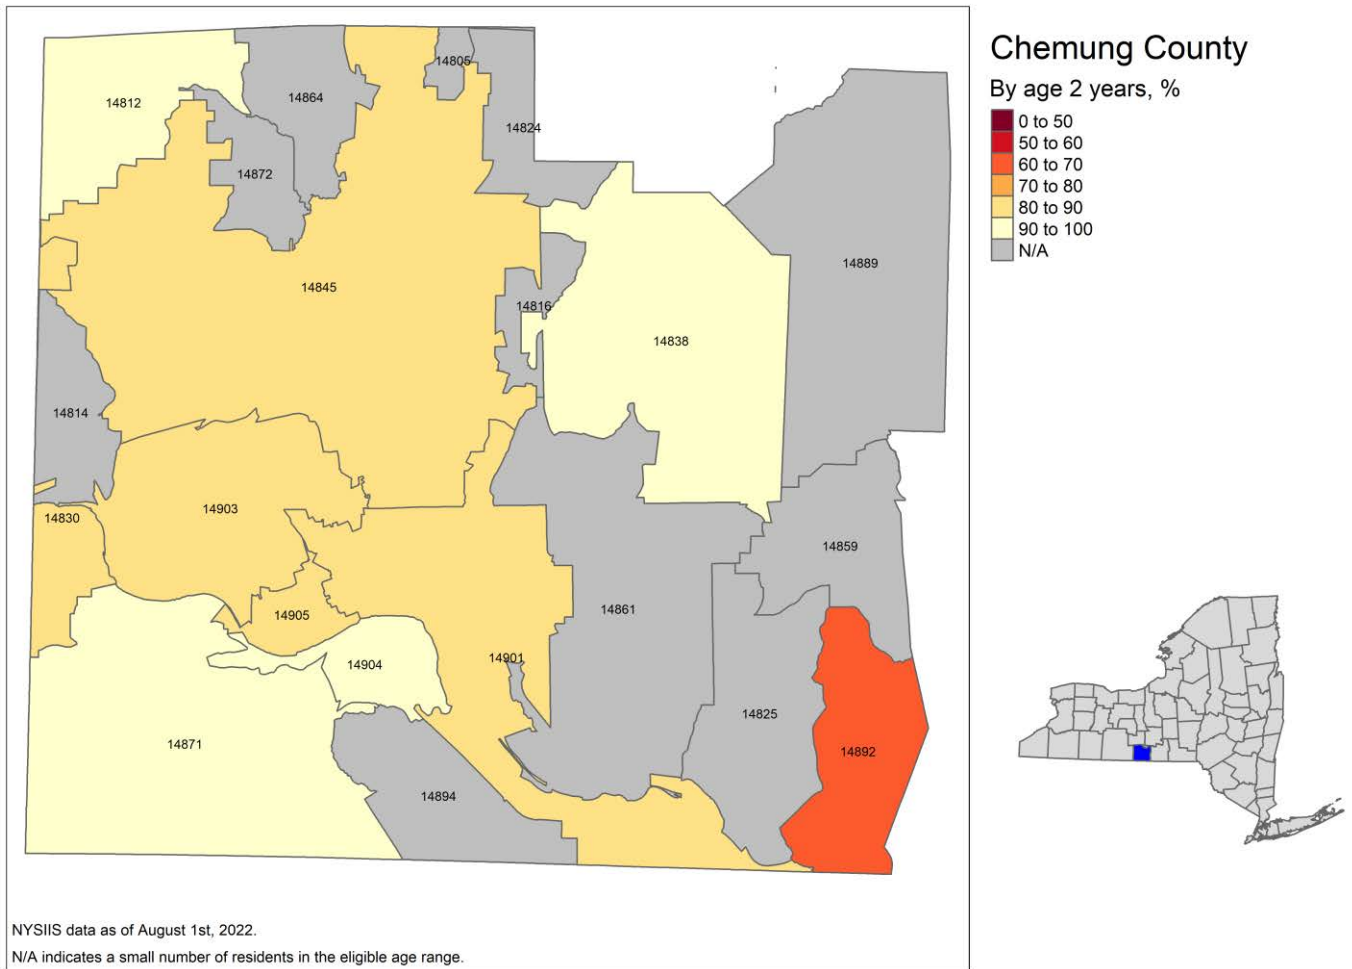 Chemung County
By age 2 years, %
0 to 50
50 to 60
60 to 70
70 to 80
80 to 90
90 to 100
N/A
14805
14812
14864
14824
14872
14889
14845
14816
14838
14814
14903
14830
14859
14861
14905
14901
14904
14825
14871
14892
14894
NYSIIS data as of August 1st, 2022.
N/A indicates a small number of residents in the eligible age range.